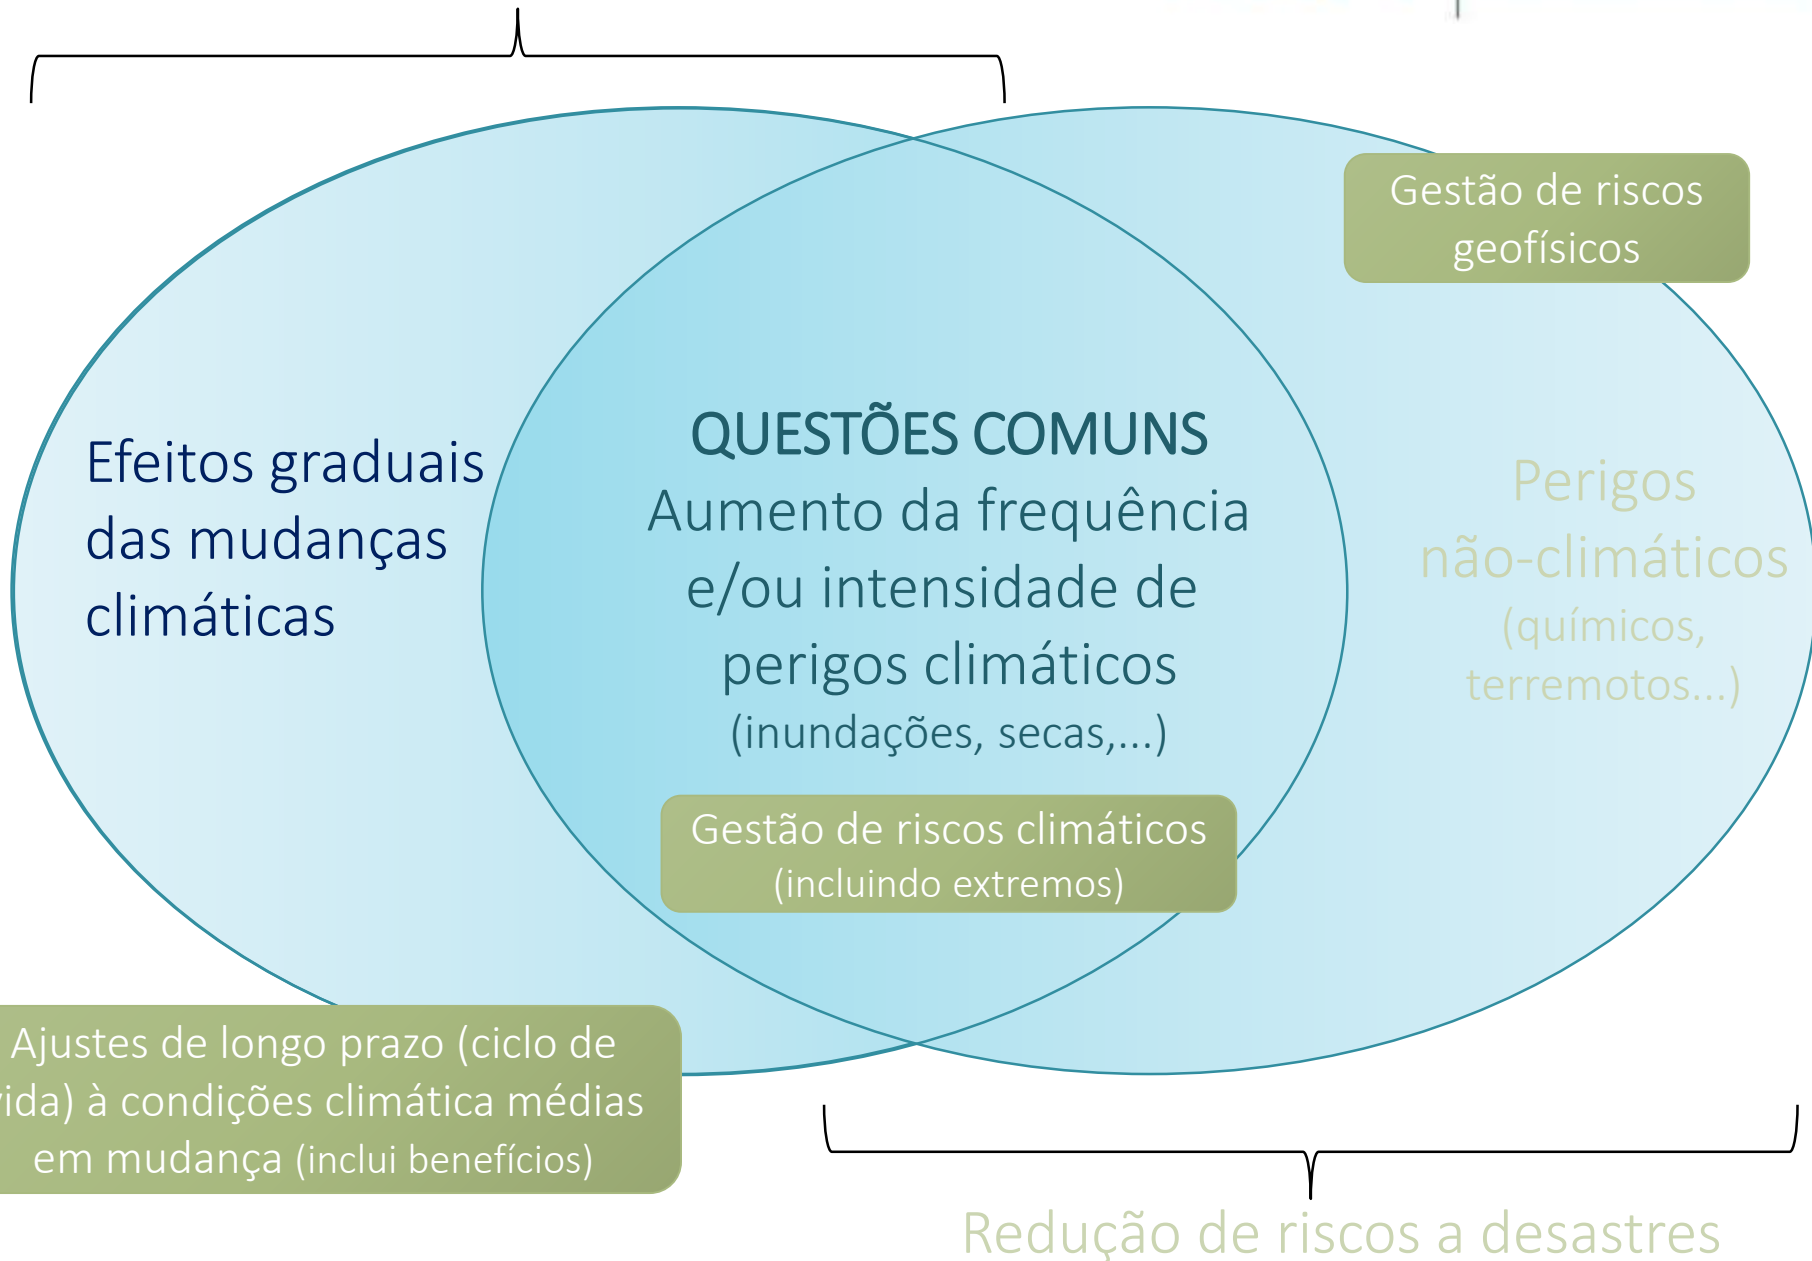 Gestão de riscos
geofísicos
Efeitos graduais
das mudanças
climáticas
QUESTÕES COMUNS
Aumento da frequência
e/ou intensidade de
perigos climáticos
(inundações, secas,...)
Perigos
não-climáticos
(químicos,
terremotos...)
Gestão de riscos climáticos
(incluindo extremos)
Ajustes de longo prazo (ciclo de
vida) à condições climática médias
em mudança (inclui benefícios)
Redução de riscos a desastres